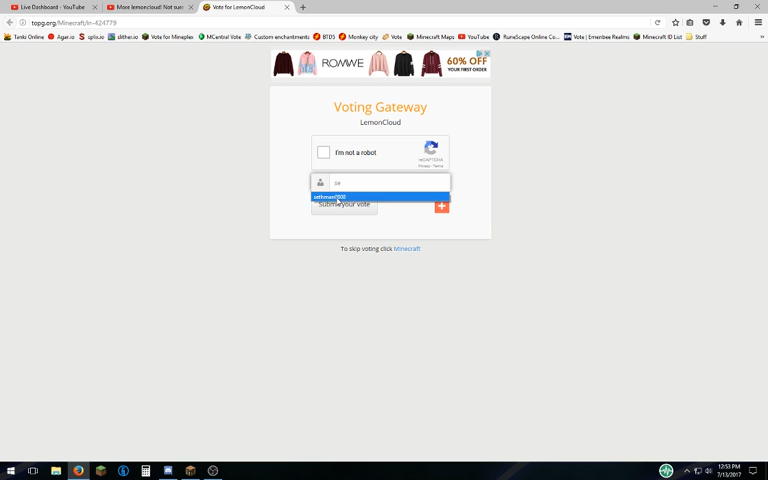 Live Dashboard - YouTube
More lemoncloud! Not sure
Vote for LemonCloud
topg.org/Minecraft/in-424779
Tanki Online
Agar.io
splix.io
slither.io
Vote for Mineplex
MCentral Vote
Custom enchantments
BTD5
Monkey city
Vote
Minecraft Maps
YouTube
RuneScape Online Co...
Vote | Emenbee Realms
Minecraft ID List
Stuff
ROMWE
60% OFF
YOUR FIRST ORDER
Voting Gateway
LemonCloud
I'm not a robot
reCAPTCHA
Privacy - Terms
se
Submit your vote
To skip voting click Minecraft
12:53 PM
7/13/2017